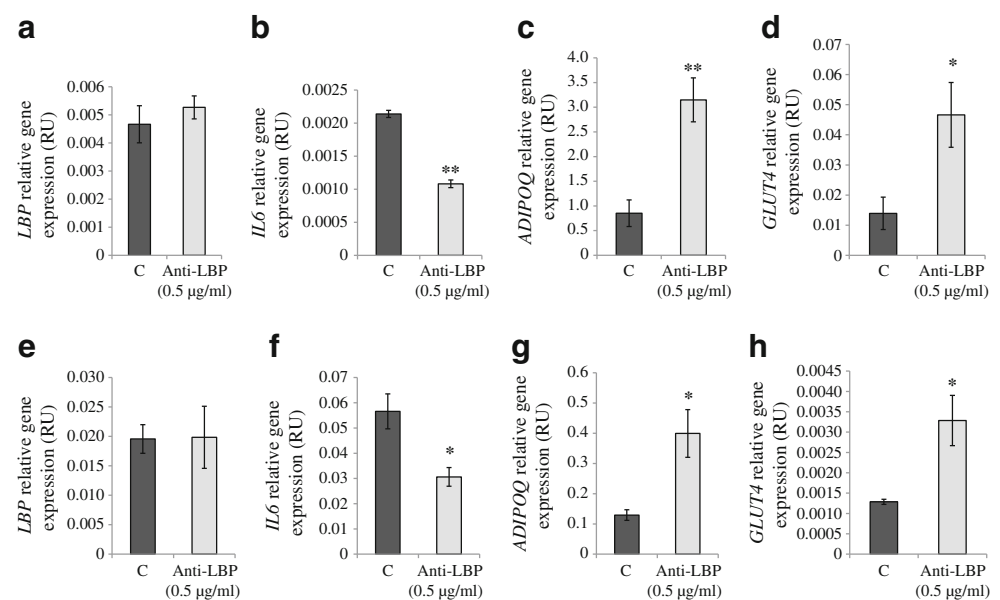 a
LBP relative gene
expression (RU)
0.006
0.005
0.004
0.003
0.002
0.001
0
C
Anti-LBP
(0.5 µg/ml)
b
IL6 relative gene
expression (RU)
0.0025
0.0020
0.0015
0.0010
0.0005
0
**
C
Anti-LBP
(0.5 µg/ml)
c
ADIPOQ relative gene
expression (RU)
4.0
3.5
3.0
2.5
2.0
1.5
1.0
0.5
0
**
C
Anti-LBP
(0.5 µg/ml)
d
GLUT4 relative gene
expression (RU)
0.07
0.06
0.05
0.04
0.03
0.02
0.01
0
*
C
Anti-LBP
(0.5 µg/ml)
e
LBP relative gene
expression (RU)
0.030
0.025
0.020
0.015
0.010
0.005
0
C
Anti-LBP
(0.5 µg/ml)
f
IL6 relative gene
expression (RU)
0.07
0.06
0.05
0.04
0.03
0.02
0.01
0
*
C
Anti-LBP
(0.5 µg/ml)
g
ADIPOQ relative gene
expression (RU)
0.6
0.5
0.4
0.3
0.2
0.1
0
*
C
Anti-LBP
(0.5 µg/ml)
h
GLUT4 relative gene
expression (RU)
0.0045
0.0040
0.0035
0.0030
0.0025
0.0020
0.0015
0.0010
0.0005
0
*
C
Anti-LBP
(0.5 µg/ml)